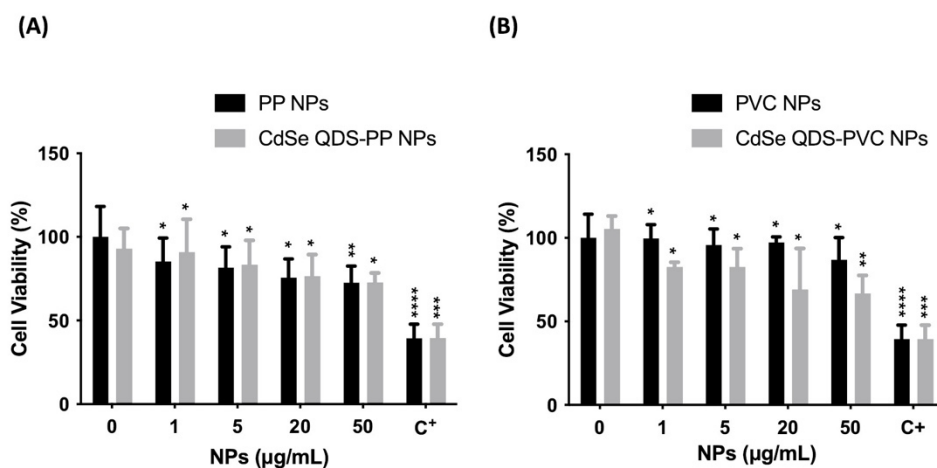 (A)
PP NPs
CdSe QDS-PP NPs
Cell Viability (%)
150
100
50
0
* * * * * * ** * **** ***
0 1 5 20 50 C⁺
NPs (µg/mL)
(B)
PVC NPs
CdSe QDS-PVC NPs
Cell Viability (%)
150
100
50
0
* * * * * * * ** **** ***
0 1 5 20 50 C+
NPs (µg/mL)